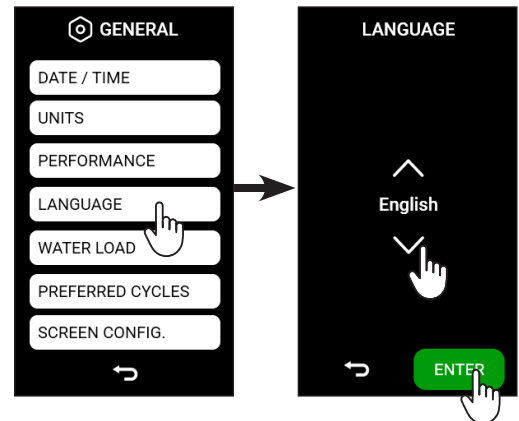 GENERAL
DATE / TIME
UNITS
PERFORMANCE
LANGUAGE
WATER LOAD
PREFERRED CYCLES
SCREEN CONFIG.
LANGUAGE
English
ENTER